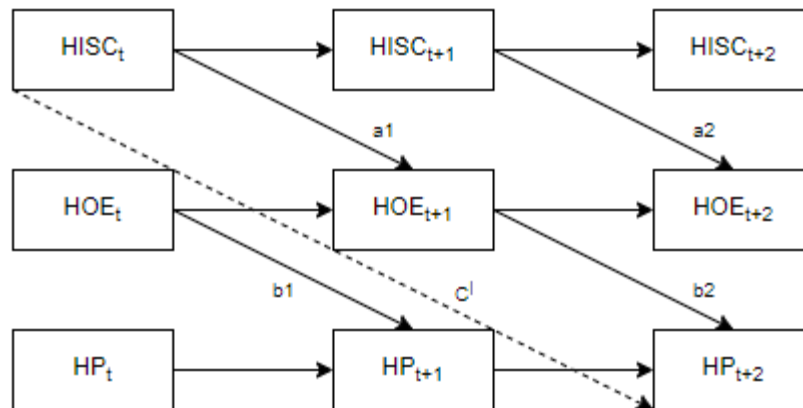 HISCt HISCt+1 HISCt+2
a1 a2
HOEt HOEt+1 HOEt+2
b1 C| b2
HPt HPt+1 HPt+2